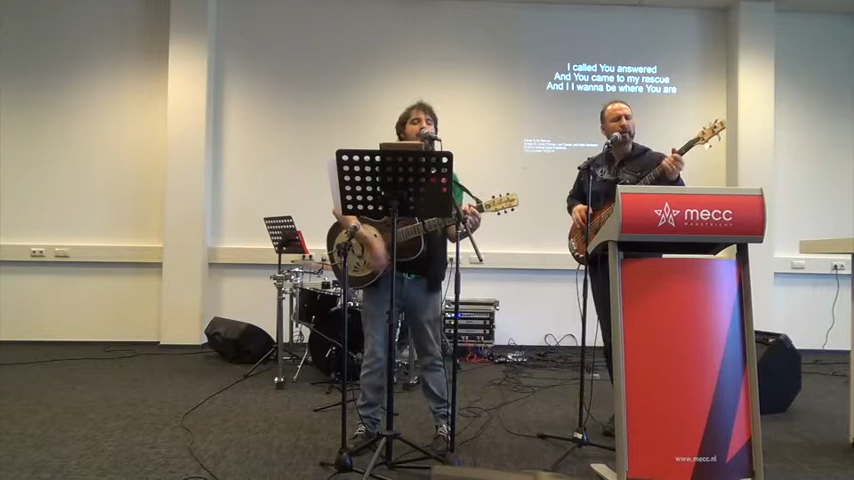 I called You answered
And You came to my rescue
And I I wanna be where You are
mecc
MAASTRICHT
www.mecc.nl